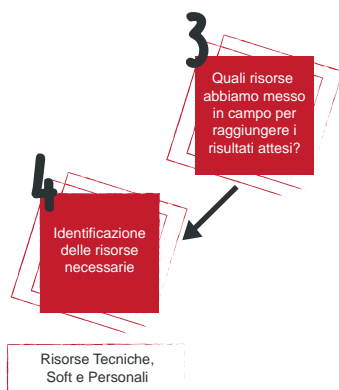 3
Quali risorse
abbiamo messo
in campo per
raggiungere i
risultati attesi?
4
Identificazione
delle risorse
necessarie
Risorse Tecniche,
Soft e Personali